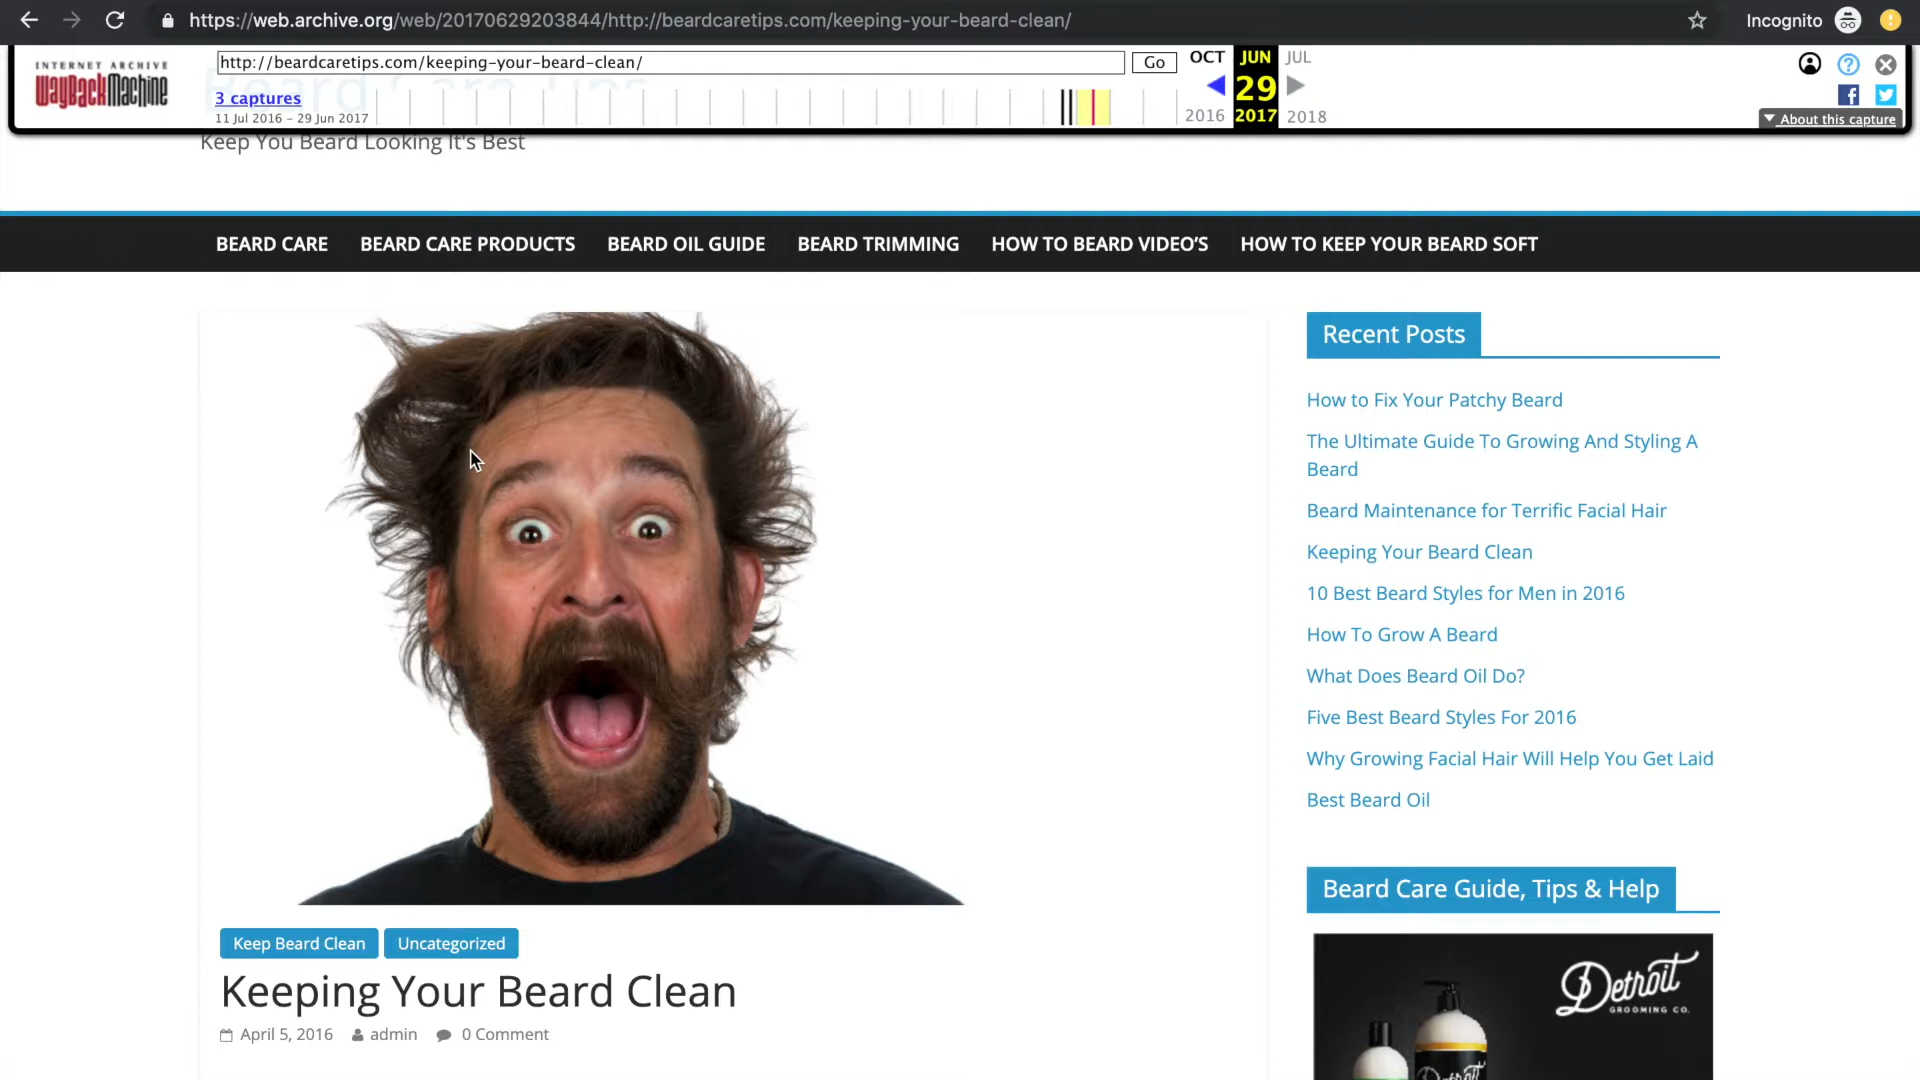 https://web.archive.org/web/20170629203844/http://beardcaretips.com/keeping-your-beard-clean/
Incognito
INTERNET ARCHIVE
WayBackMachine
http://beardcaretips.com/keeping-your-beard-clean/
Go
OCT
JUN
JUL
3 captures
29
11 Jul 2016 – 29 Jun 2017
2016
2017
2018
About this capture
Beard Care Tips
Keep You Beard Looking It's Best
BEARD CARE
BEARD CARE PRODUCTS
BEARD OIL GUIDE
BEARD TRIMMING
HOW TO BEARD VIDEO'S
HOW TO KEEP YOUR BEARD SOFT
Recent Posts
How to Fix Your Patchy Beard
The Ultimate Guide To Growing And Styling A
Beard
Beard Maintenance for Terrific Facial Hair
Keeping Your Beard Clean
10 Best Beard Styles for Men in 2016
How To Grow A Beard
What Does Beard Oil Do?
Five Best Beard Styles For 2016
Why Growing Facial Hair Will Help You Get Laid
Best Beard Oil
Beard Care Guide, Tips & Help
Detroit
GROOMING CO.
Detroit
Keep Beard Clean
Uncategorized
Keeping Your Beard Clean
April 5, 2016
admin
0 Comment